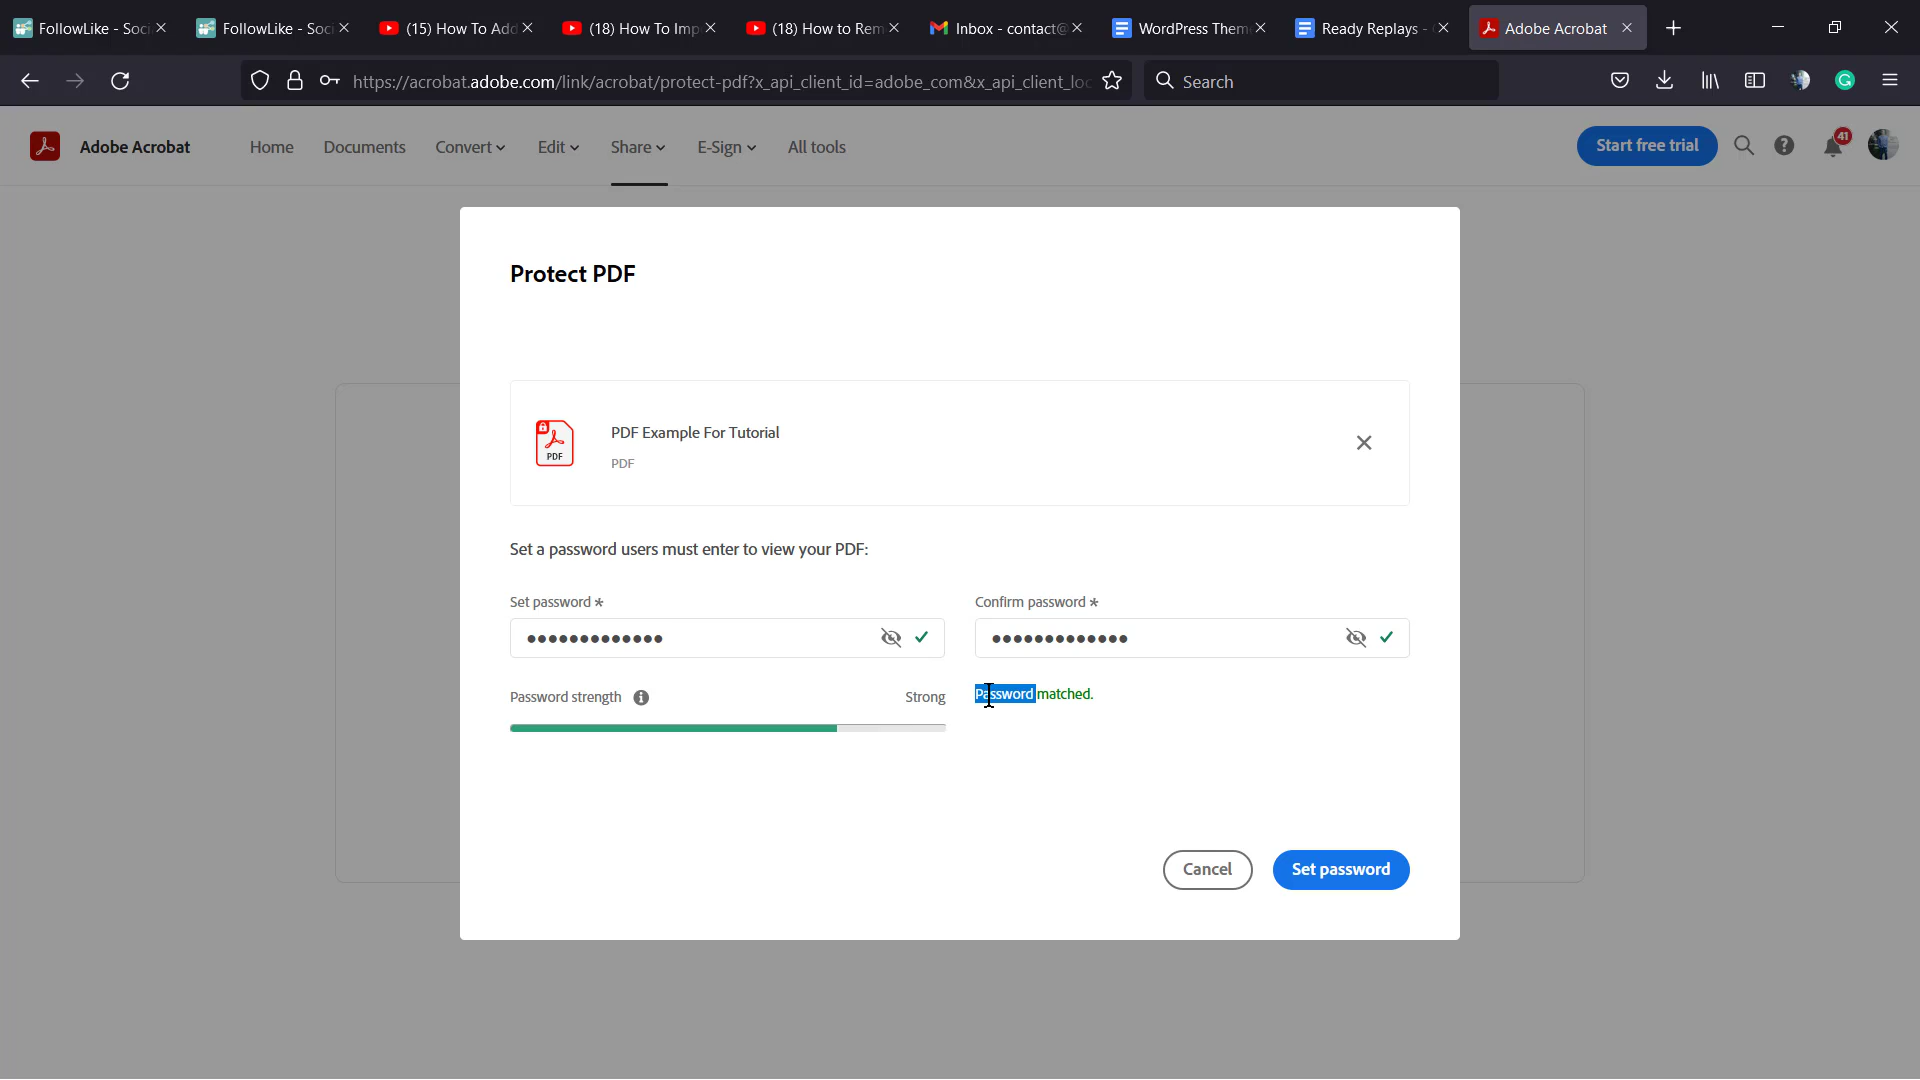 FollowLike - Soci
FollowLike - Soci
(15) How To Add
(18) How To Imp
(18) How to Rem
Inbox - contact@
WordPress Them
Ready Replays -
Adobe Acrobat
https://acrobat.adobe.com/link/acrobat/protect-pdf?x_api_client_id=adobe_com&x_api_client_loc
Search
Adobe Acrobat
Home
Documents
Convert
Edit
Share
E-Sign
All tools
Start free trial
41
Protect PDF
PDF
PDF Example For Tutorial
PDF
Set a password users must enter to view your PDF:
Set password *
Confirm password *
Password strength
Strong
Password matched.
Cancel
Set password